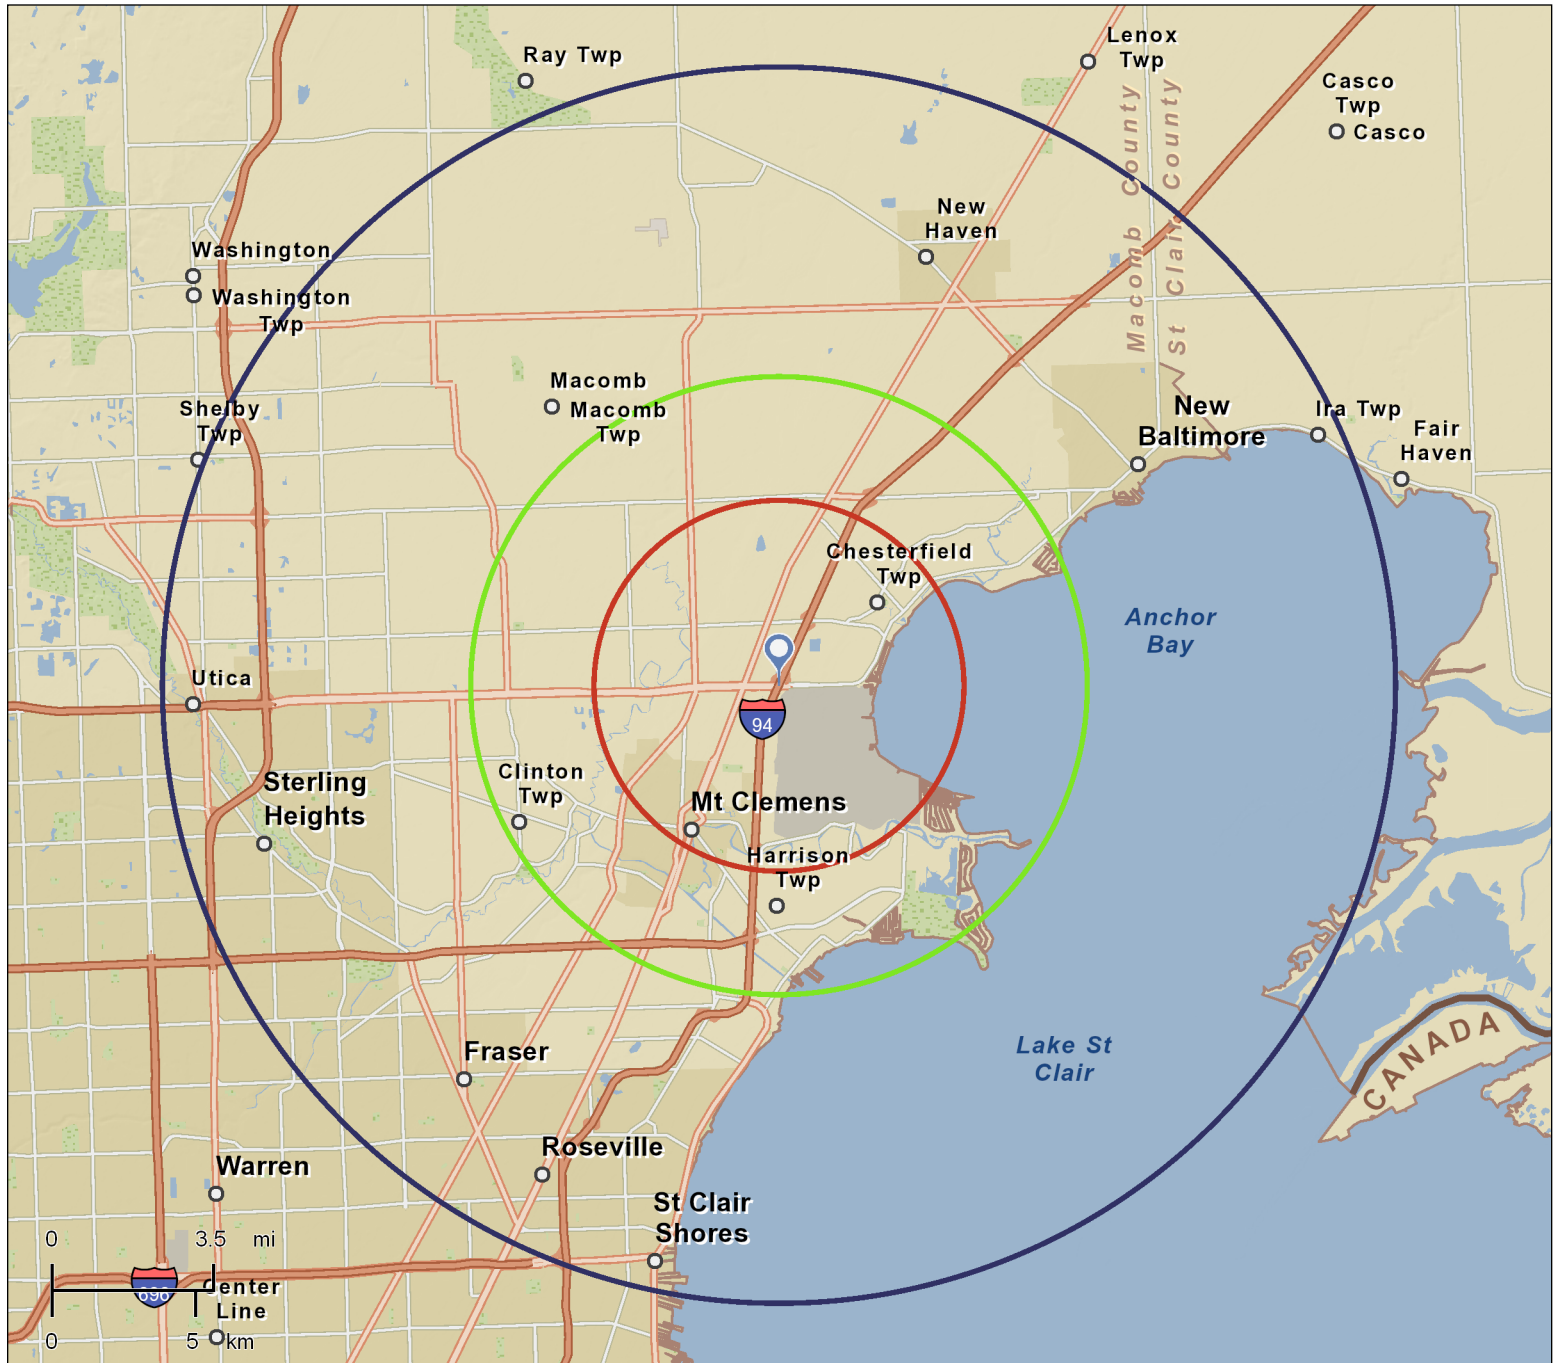 Ray Twp
Lenox
Twp
Casco
Twp
Casco
Macomb County
St Clair County
New
Haven
Washington
Washington
Twp
Macomb
Macomb
Twp
Shelby
Twp
New
Baltimore
Ira Twp
Fair
Haven
Chesterfield
Twp
Anchor
Bay
Utica
94
Clinton
Twp
Sterling
Heights
Mt Clemens
Harrison
Twp
Lake St
Clair
CANADA
Fraser
Roseville
Warren
St Clair
Shores
0 3.5 mi
696
Center
Line
0 5 km